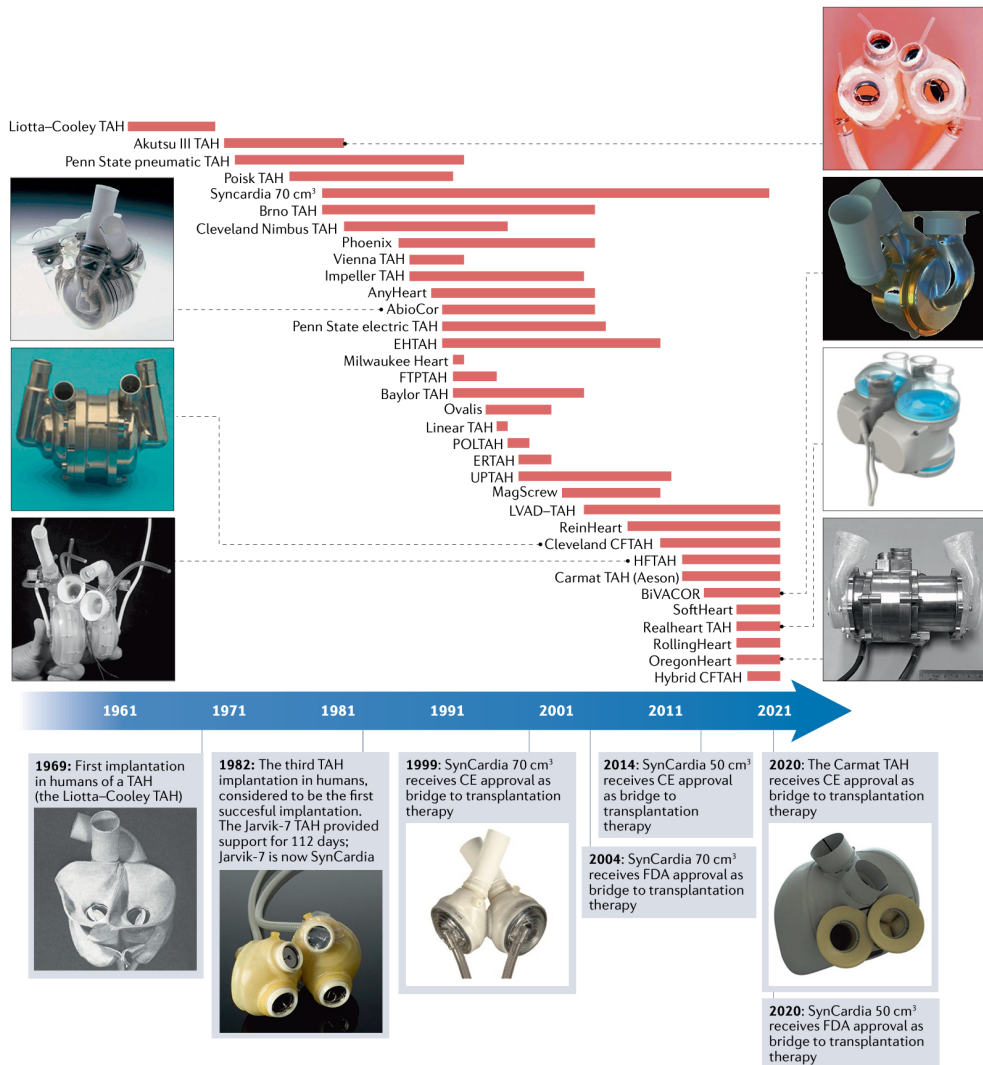 Liotta–Cooley TAH
Akutsu III TAH
Penn State pneumatic TAH
Poisk TAH
Syncardia 70 cm³
Brno TAH
Cleveland Nimbus TAH
Phoenix
Vienna TAH
Impeller TAH
AnyHeart
AbioCor
Penn State electric TAH
EHTAH
Milwaukee Heart
FTPTAH
Baylor TAH
Ovalis
Linear TAH
POLTAH
ERTAH
UPTAH
MagScrew
LVAD–TAH
ReinHeart
Cleveland CFTAH
HFTAH
Carmat TAH (Aeson)
BiVACOR
SoftHeart
Realheart TAH
RollingHeart
OregonHeart
Hybrid CFTAH
1961 1971 1981 1991 2001 2011 2021
1969: First implantation
in humans of a TAH
(the Liotta–Cooley TAH)
1982: The third TAH
implantation in humans,
considered to be the first
succesful implantation.
The Jarvik-7 TAH provided
support for 112 days;
Jarvik-7 is now SynCardia
1999: SynCardia 70 cm³
receives CE approval as
bridge to transplantation
therapy
2014: SynCardia 50 cm³
receives CE approval
as bridge to
transplantation
therapy
2004: SynCardia 70 cm³
receives FDA approval as
bridge to transplantation
therapy
2020: The Carmat TAH
receives CE approval as
bridge to transplantation
therapy
2020: SynCardia 50 cm³
receives FDA approval as
bridge to transplantation
therapy